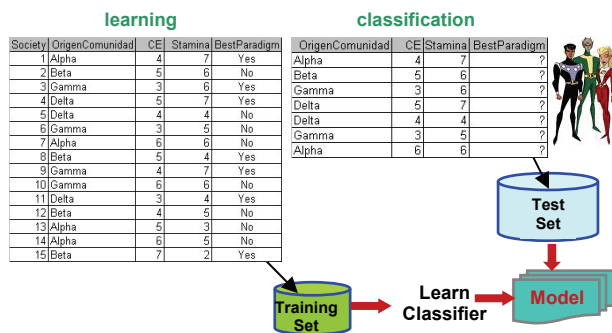 learning
classification
Society OrigenComunidad CE Stamina BestParadigm
1 Alpha 4 7 Yes
2 Beta 5 6 No
3 Gamma 3 6 Yes
4 Delta 5 7 Yes
5 Delta 4 4 No
6 Gamma 3 5 No
7 Alpha 6 6 No
8 Beta 5 4 Yes
9 Gamma 4 7 Yes
10 Gamma 6 6 No
11 Delta 3 4 Yes
12 Beta 4 5 No
13 Alpha 5 3 No
14 Alpha 6 5 No
15 Beta 7 2 Yes
OrigenComunidad CE Stamina BestParadigm
Alpha 4 7 ?
Beta 5 6 ?
Gamma 3 6 ?
Delta 5 7 ?
Delta 4 4 ?
Gamma 3 5 ?
Alpha 6 6 ?
Test
Set
Training
Set
Learn
Classifier
Model